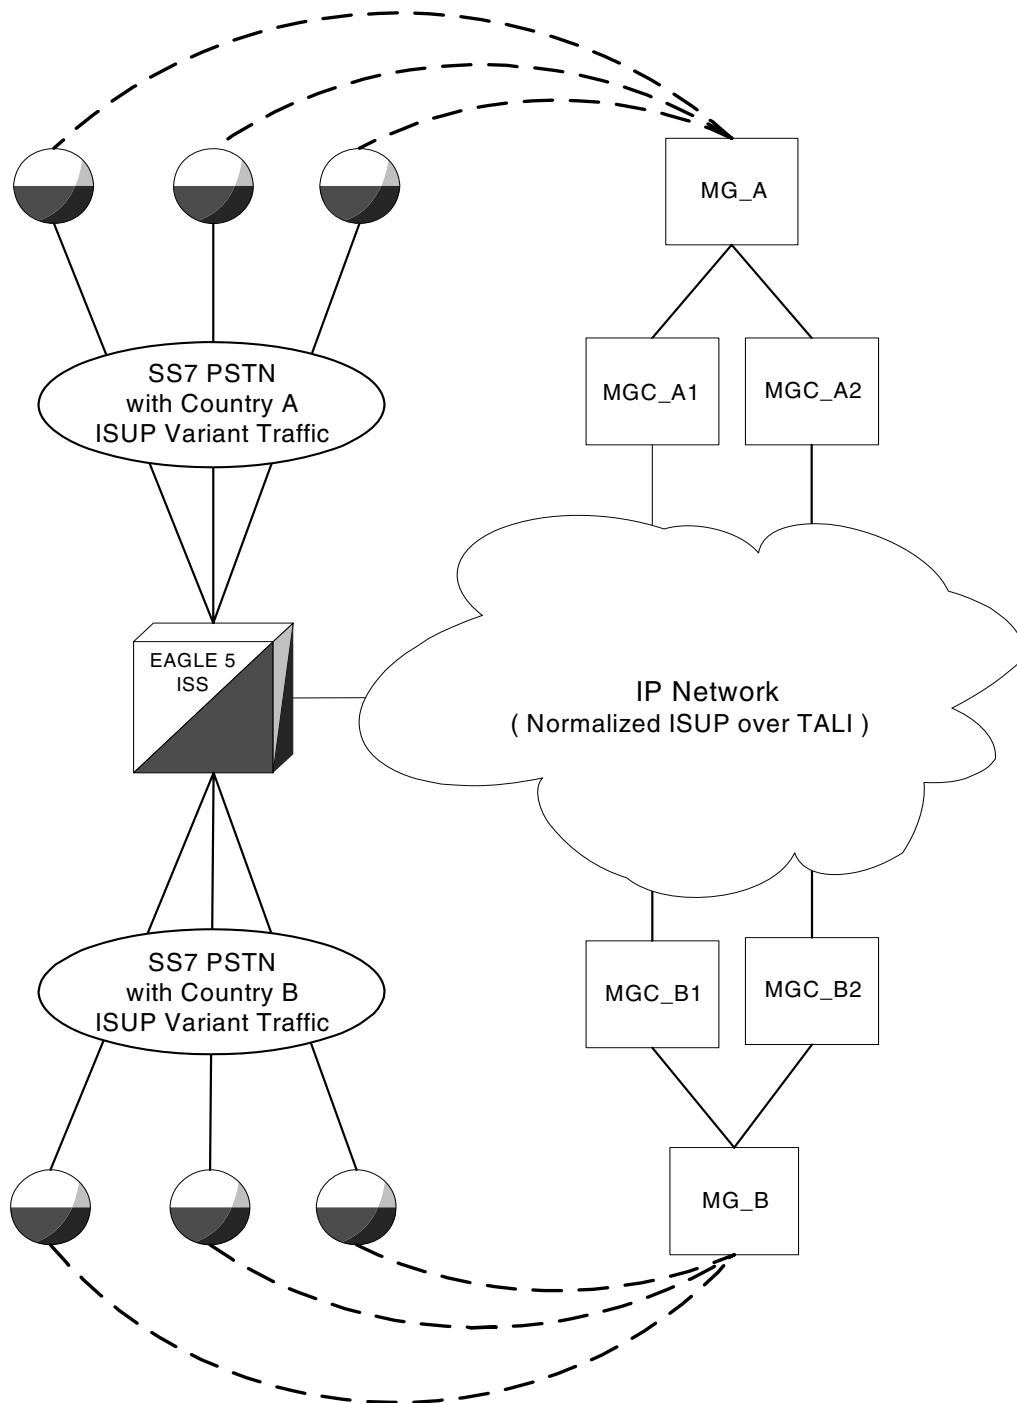 MG_A
MGC_A1
MGC_A2
SS7 PSTN
with Country A
ISUP Variant Traffic
EAGLE 5
ISS
IP Network
( Normalized ISUP over TALI )
SS7 PSTN
with Country B
ISUP Variant Traffic
MGC_B1
MGC_B2
MG_B